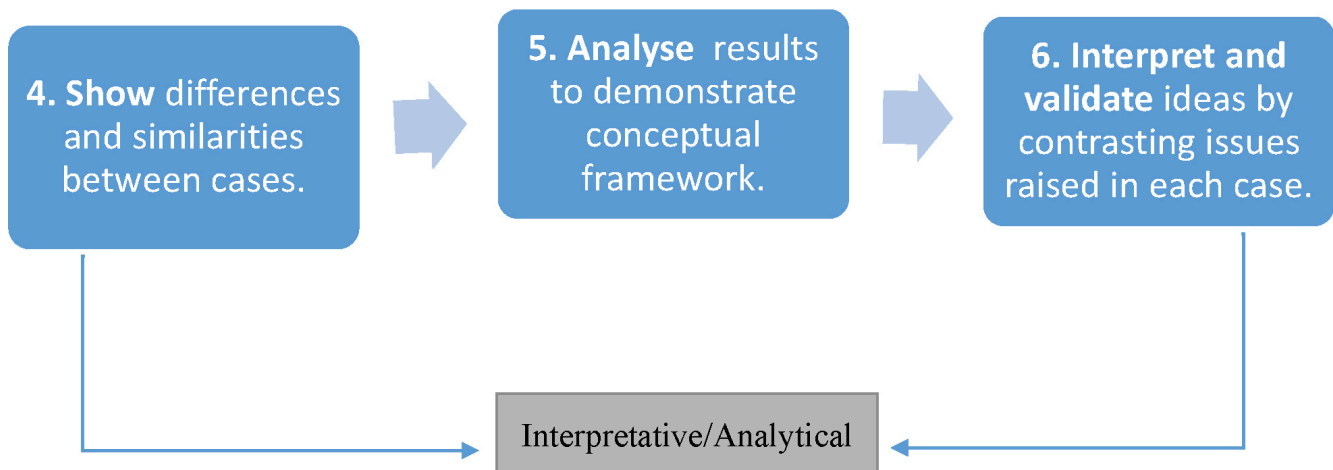 4. Show differences
and similarities
between cases.
5. Analyse results
to demonstrate
conceptual
framework.
6. Interpret and
validate ideas by
contrasting issues
raised in each case.
Interpretative/Analytical